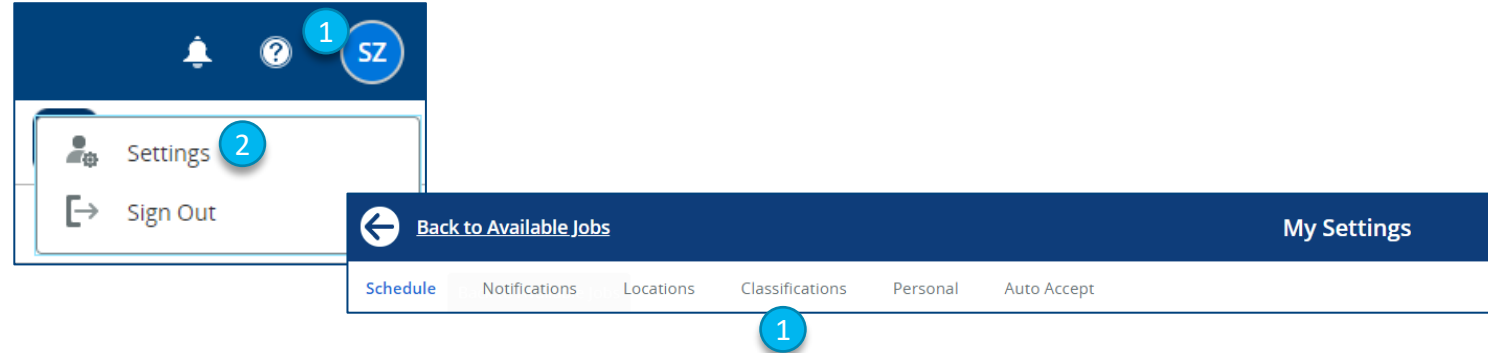 1
SZ
Settings 2
Sign Out
Back to Available Jobs My Settings
Schedule Notifications Locations Classifications Personal Auto Accept
1